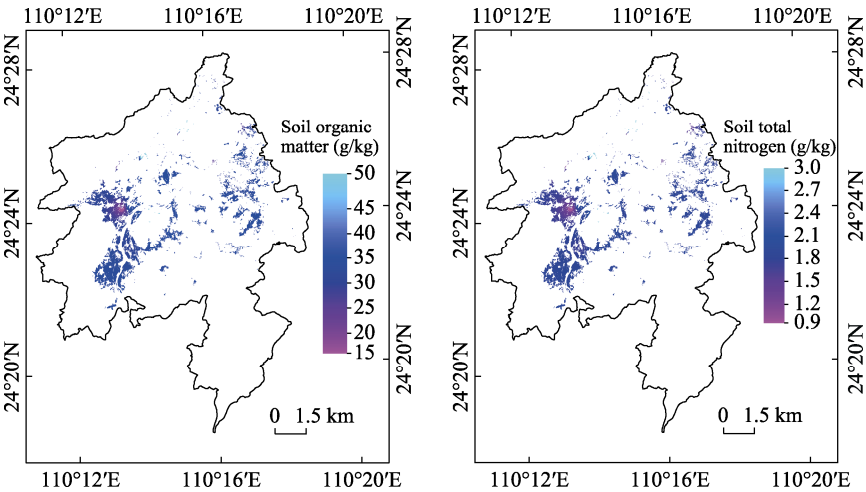 110°12′E 110°16′E 110°20′E
24°28′N
24°24′N
24°20′N
24°28′N
24°24′N
24°20′N
Soil organic
matter (g/kg)
50
45
40
35
30
25
20
15
0 1.5 km
110°12′E 110°16′E 110°20′E
110°12′E 110°16′E 110°20′E
24°28′N
24°24′N
24°20′N
24°28′N
24°24′N
24°20′N
Soil total
nitrogen (g/kg)
3.0
2.7
2.4
2.1
1.8
1.5
1.2
0.9
0 1.5 km
110°12′E 110°16′E 110°20′E